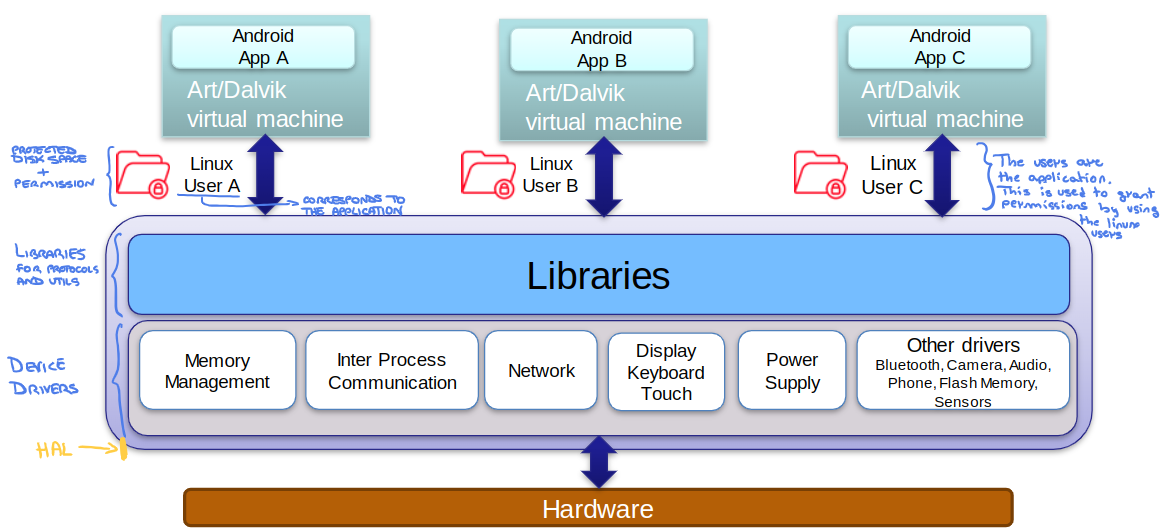 Android
App A
Art/Dalvik
virtual machine
Android
App B
Art/Dalvik
virtual machine
Android
App C
Art/Dalvik
virtual machine
PROTECTED
DISK SPACE
+
PERMISSION
Linux
User A
CORRESPONDS TO
THE APPLICATION
Linux
User B
Linux
User C
The users are
the application.
This is used to grant
permissions by using
the linux
users
LIBRARIES
FOR PROTOCOLS
AND UTILS
Libraries
DEVICE
DRIVERS
Memory
Management
Inter Process
Communication
Network
Display
Keyboard
Touch
Power
Supply
Other drivers
Bluetooth, Camera, Audio,
Phone, Flash Memory,
Sensors
HAL
Hardware